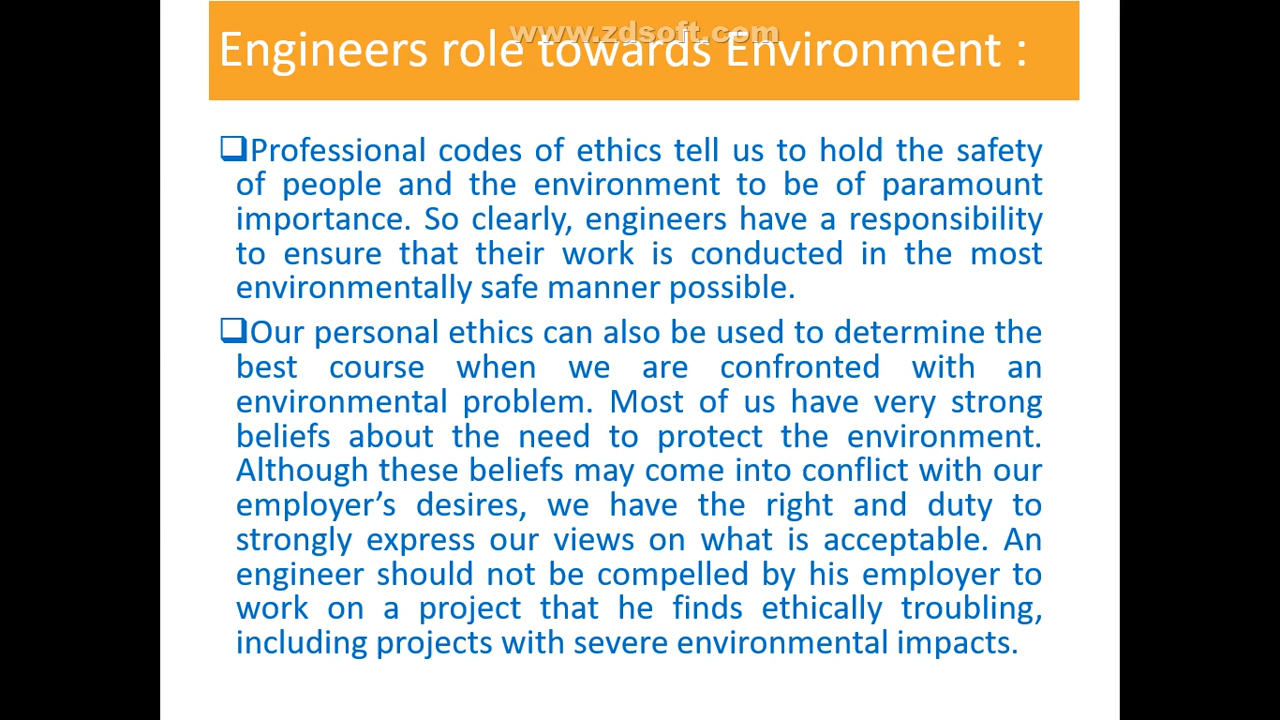 www.zdsoft.com
Engineers role towards Environment :
❑Professional codes of ethics tell us to hold the safety
of people and the environment to be of paramount
importance. So clearly, engineers have a responsibility
to ensure that their work is conducted in the most
environmentally safe manner possible.
❑Our personal ethics can also be used to determine the
best course when we are confronted with an
environmental problem. Most of us have very strong
beliefs about the need to protect the environment.
Although these beliefs may come into conflict with our
employer’s desires, we have the right and duty to
strongly express our views on what is acceptable. An
engineer should not be compelled by his employer to
work on a project that he finds ethically troubling,
including projects with severe environmental impacts.